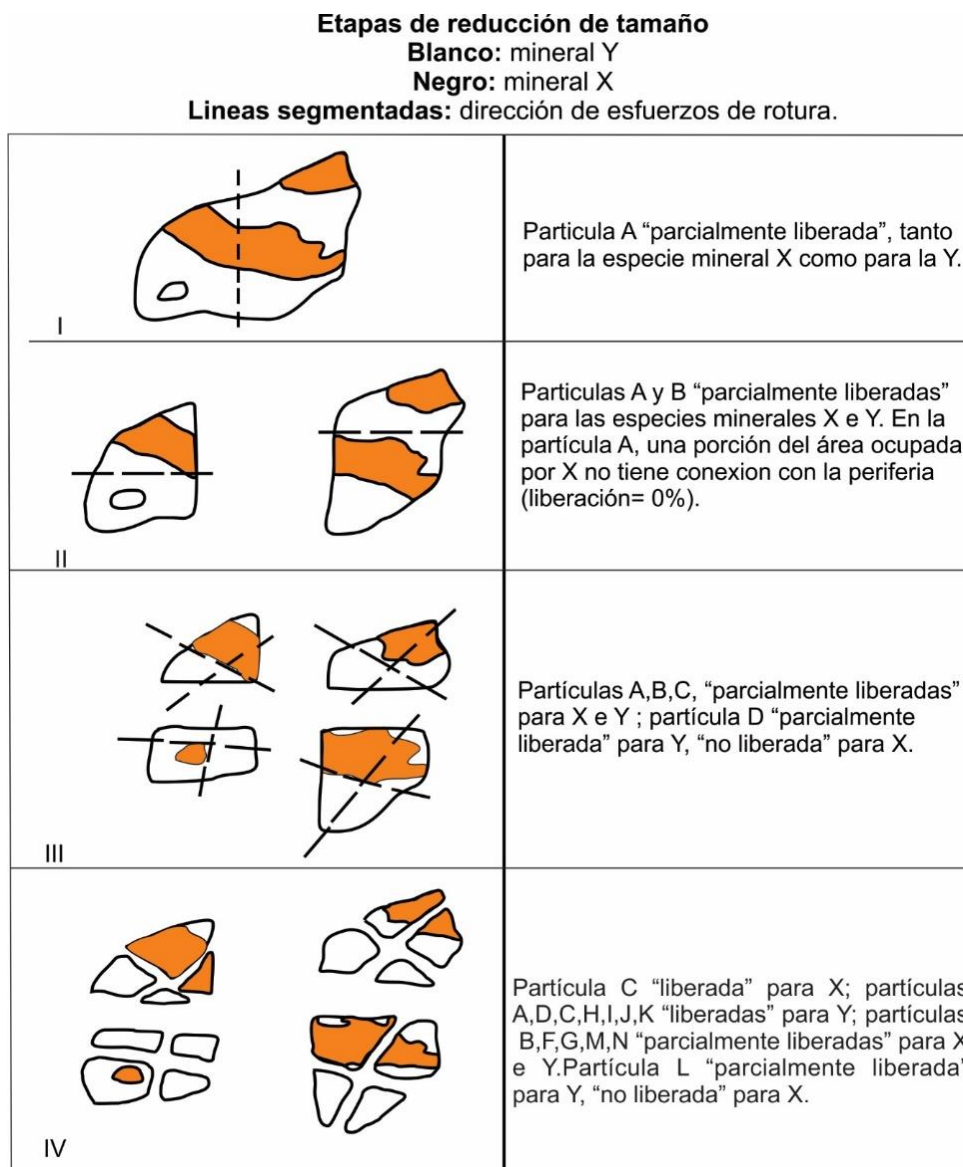 Etapas de reducción de tamaño
Blanco: mineral Y
Negro: mineral X
Lineas segmentadas: dirección de esfuerzos de rotura.
I
Particula A “parcialmente liberada”, tanto
para la especie mineral X como para la Y.
II
Particulas A y B “parcialmente liberadas”
para las especies minerales X e Y. En la
partícula A, una porción del área ocupada
por X no tiene conexion con la periferia
(liberación= 0%).
III
Partículas A,B,C, “parcialmente liberadas”
para X e Y ; partícula D “parcialmente
liberada” para Y, “no liberada” para X.
IV
Partícula C “liberada” para X; partículas
A,D,C,H,I,J,K “liberadas” para Y; partículas
B,F,G,M,N “parcialmente liberadas” para X
e Y.Partícula L “parcialmente liberada”
para Y, “no liberada” para X.